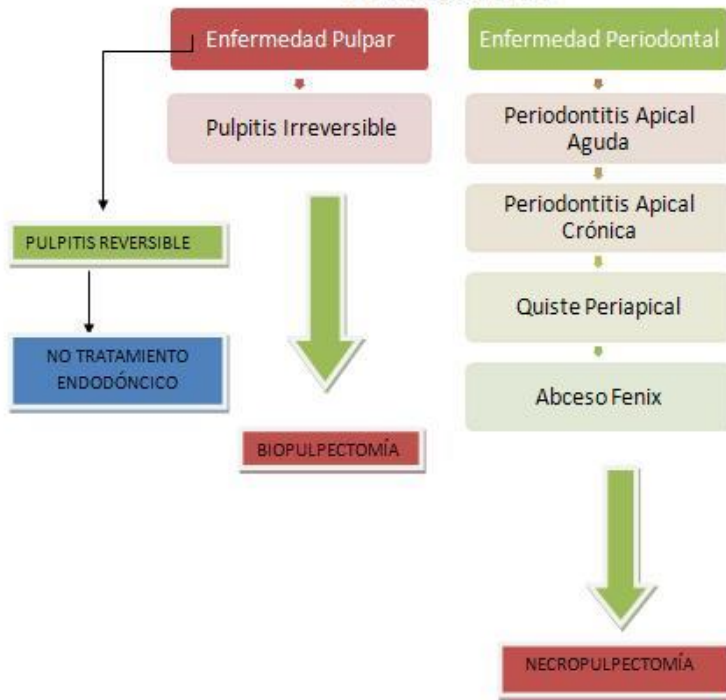 Enfermedad Pulpar
Pulpitis Irreversible
PULPITIS REVERSIBLE
NO TRATAMIENTO
ENDODÓNCICO
BIOPULPECTOMÍA
Enfermedad Periodontal
Periodontitis Apical
Aguda
Periodontitis Apical
Crónica
Quiste Periapical
Abceso Fenix
NECROPULPECTOMÍA